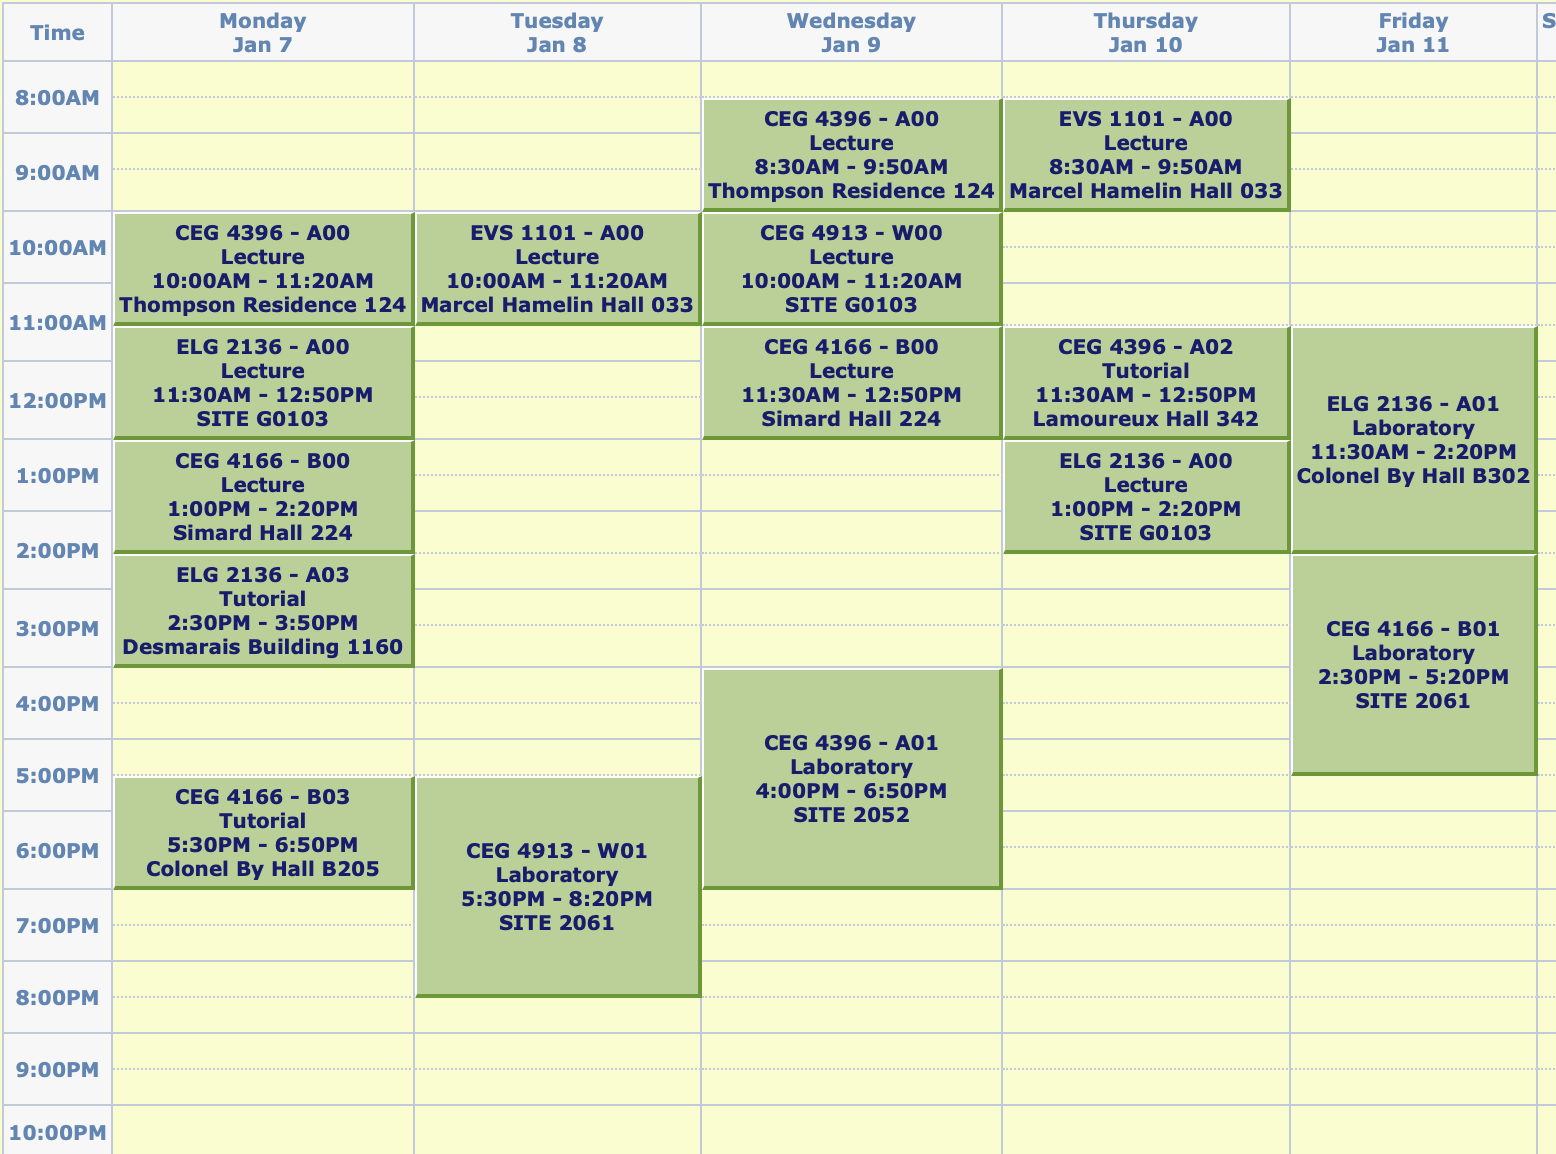 Time
Monday
Jan 7
Tuesday
Jan 8
Wednesday
Jan 9
Thursday
Jan 10
Friday
Jan 11
S
8:00AM
CEG 4396 - A00
Lecture
8:30AM - 9:50AM
Thompson Residence 124
EVS 1101 - A00
Lecture
8:30AM - 9:50AM
Marcel Hamelin Hall 033
9:00AM
10:00AM
CEG 4396 - A00
Lecture
10:00AM - 11:20AM
Thompson Residence 124
EVS 1101 - A00
Lecture
10:00AM - 11:20AM
Marcel Hamelin Hall 033
CEG 4913 - W00
Lecture
10:00AM - 11:20AM
SITE G0103
11:00AM
ELG 2136 - A00
Lecture
11:30AM - 12:50PM
SITE G0103
CEG 4166 - B00
Lecture
11:30AM - 12:50PM
Simard Hall 224
CEG 4396 - A02
Tutorial
11:30AM - 12:50PM
Lamoureux Hall 342
ELG 2136 - A01
Laboratory
11:30AM - 2:20PM
Colonel By Hall B302
12:00PM
1:00PM
CEG 4166 - B00
Lecture
1:00PM - 2:20PM
Simard Hall 224
ELG 2136 - A00
Lecture
1:00PM - 2:20PM
SITE G0103
2:00PM
ELG 2136 - A03
Tutorial
2:30PM - 3:50PM
Desmarais Building 1160
CEG 4166 - B01
Laboratory
2:30PM - 5:20PM
SITE 2061
3:00PM
4:00PM
CEG 4396 - A01
Laboratory
4:00PM - 6:50PM
SITE 2052
5:00PM
CEG 4166 - B03
Tutorial
5:30PM - 6:50PM
Colonel By Hall B205
CEG 4913 - W01
Laboratory
5:30PM - 8:20PM
SITE 2061
6:00PM
7:00PM
8:00PM
9:00PM
10:00PM